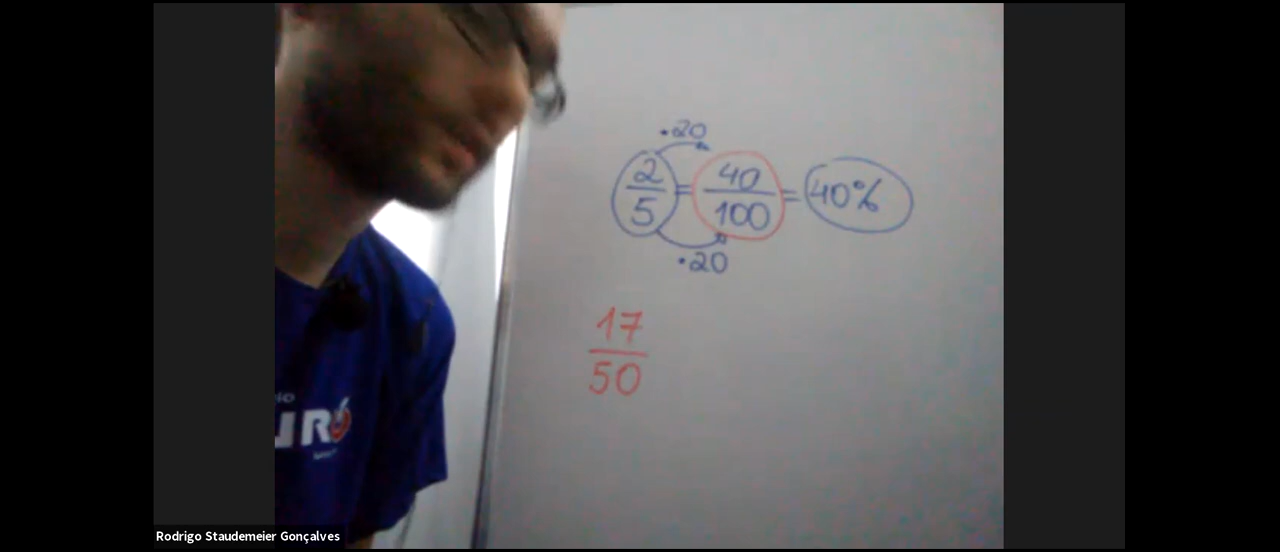 ·20
2/5 = 40/100 = 40%
·20
17
50
Rodrigo Staudemeier Gonçalves